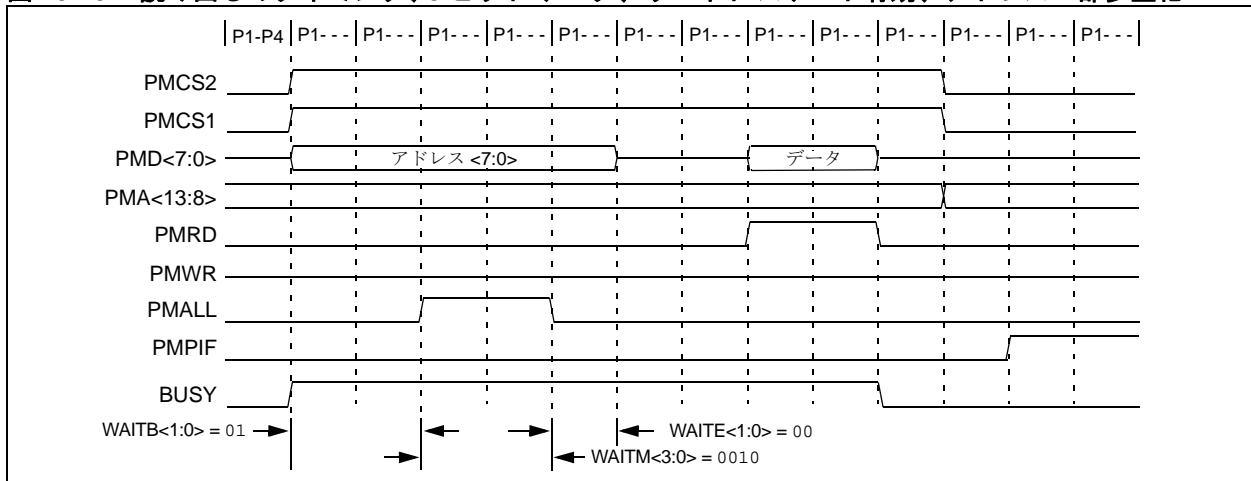 P1-P4 P1- - - P1- - - P1- - - P1- - - P1- - - P1- - - P1- - - P1- - - P1- - - P1- - - P1- - - P1- - - P1- - -
PMCS2
PMCS1
PMD<7:0> アドレス <7:0> データ
PMA<13:8>
PMRD
PMWR
PMALL
PMPIF
BUSY
WAITB<1:0> = 01 WAITE<1:0> = 00
WAITM<3:0> = 0010